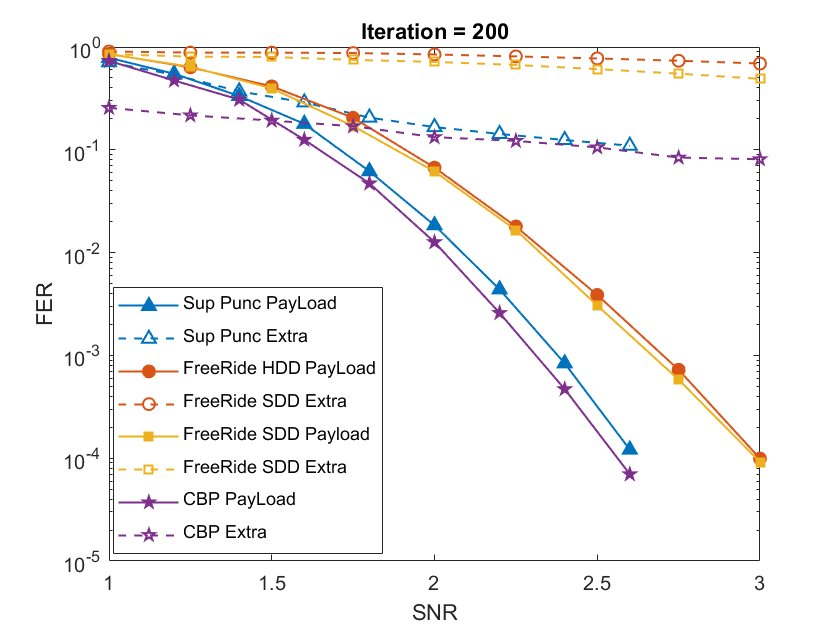 Iteration = 200
10^0
10^-1
10^-2
10^-3
10^-4
10^-5
FER
Sup Punc PayLoad
Sup Punc Extra
FreeRide HDD PayLoad
FreeRide SDD Extra
FreeRide SDD Payload
FreeRide SDD Extra
CBP PayLoad
CBP Extra
1 1.5 2 2.5 3
SNR